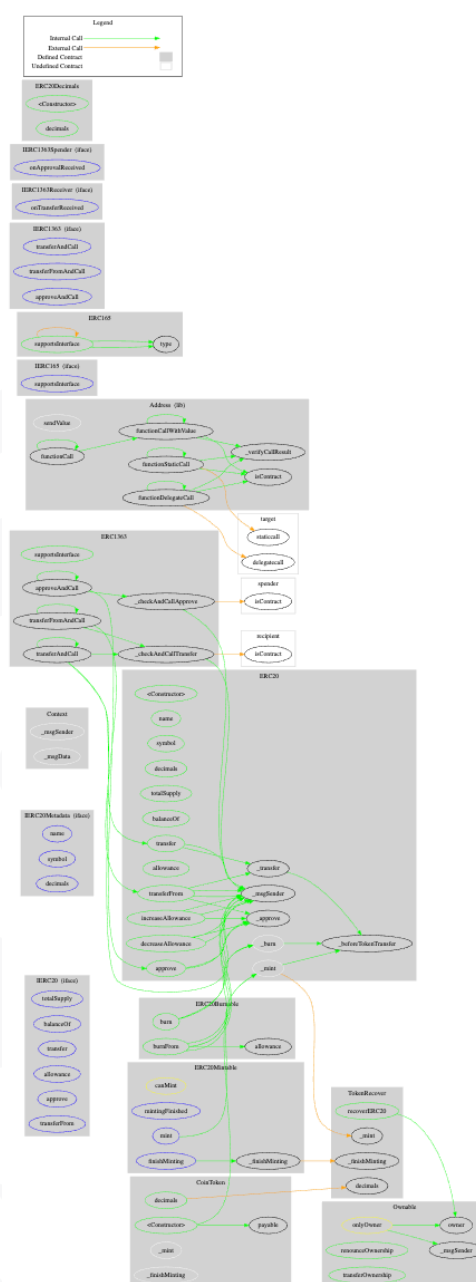 Legend
Internal Call
External Call
Defined Contract
Undefined Contract
ERC20Decimals
<Constructor>
decimals
IERC1363Spender (iface)
onApprovalReceived
IERC1363Receiver (iface)
onTransferReceived
IERC1363 (iface)
transferAndCall
transferFromAndCall
approveAndCall
ERC165
supportsInterface
type
IERC165 (iface)
supportsInterface
Address (lib)
sendValue
functionCallWithValue
_verifyCallResult
functionCall
functionStaticCall
isContract
functionDelegateCall
target
staticcall
delegatecall
ERC1363
supportsInterface
approveAndCall
_checkAndCallApprove
transferFromAndCall
transferAndCall
_checkAndCallTransfer
spender
isContract
recipient
isContract
ERC20
<Constructor>
name
symbol
decimals
totalSupply
balanceOf
transfer
allowance
_transfer
transferFrom
_msgSender
increaseAllowance
_approve
decreaseAllowance
_burn
_beforeTokenTransfer
approve
_mint
Context
_msgSender
_msgData
IERC20Metadata (iface)
name
symbol
decimals
IERC20 (iface)
totalSupply
balanceOf
transfer
allowance
approve
transferFrom
ERC20Burnable
burn
burnFrom
allowance
ERC20Mintable
canMint
mintingFinished
mint
finishMinting
_finishMinting
TokenRecover
recoverERC20
_mint
_finishMinting
decimals
CoinToken
decimals
<Constructor>
payable
_mint
_finishMinting
Ownable
onlyOwner
owner
_msgSender
renounceOwnership
transferOwnership